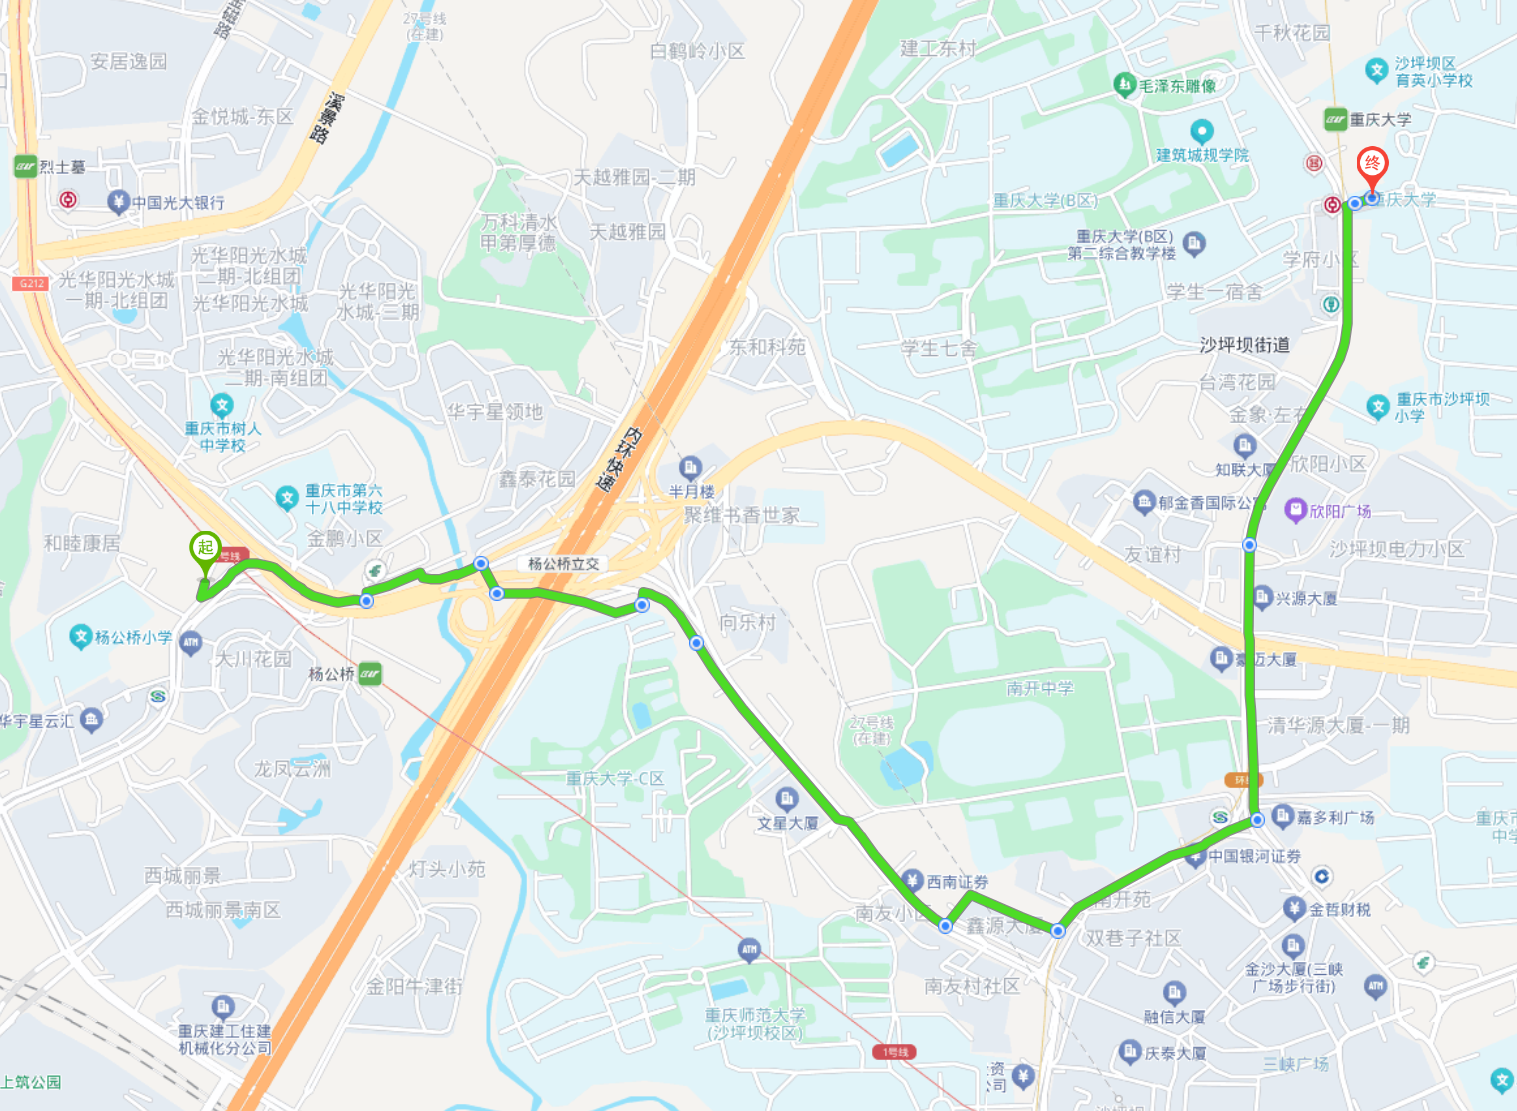 27号线
(在建)
安居逸园
白鹤岭小区
建工东村
千秋花园
沙坪坝区
育英小学校
金悦城-东区
溪景路
毛泽东雕像
重庆大学
烈士墓
建筑城规学院
终
天越雅园-二期
中国光大银行
重庆大学(B区)
重庆大学
万科清水
甲第厚德
天越雅园
重庆大学(B区)
第二综合教学楼
学府小区
光华阳光水城
二期-北组团
光华阳光水城
一期-北组团
光华阳光水城
光华阳光
水城-三期
G212
学生一宿舍
东和科苑
学生七舍
沙坪坝街道
光华阳光水城
二期-南组团
台湾花园
重庆市沙坪坝
小学
金象·左右
华宇星领地
重庆市树人
中学校
内环快速
知联大厦
欣阳小区
鑫泰花园
半月楼
重庆市第六
十八中学校
郁金香国际公寓
欣阳广场
聚维书香世家
和睦康居
金鹏小区
起
号线
杨公桥立交
友谊村
沙坪坝电力小区
兴源大厦
向乐村
杨公桥小学
ATM
大川花园
杨公桥
豪迈大厦
南开中学
华宇星云汇
27号线
(在建)
清华源大厦-一期
龙凤云洲
重庆大学-C区
环线
文星大厦
嘉多利广场
重庆市
中学
中国银河证券
灯头小苑
西城丽景
西南证券
南开苑
西城丽景南区
南友小区
鑫源大厦
双巷子社区
金哲财税
ATM
金沙大厦(三峡
广场步行街)
ATM
金阳牛津街
南友村社区
重庆建工住建
机械化分公司
重庆师范大学
(沙坪坝校区)
融信大厦
1号线
庆泰大厦
三峡广场
资
公司
上筑公园
沙坪坝